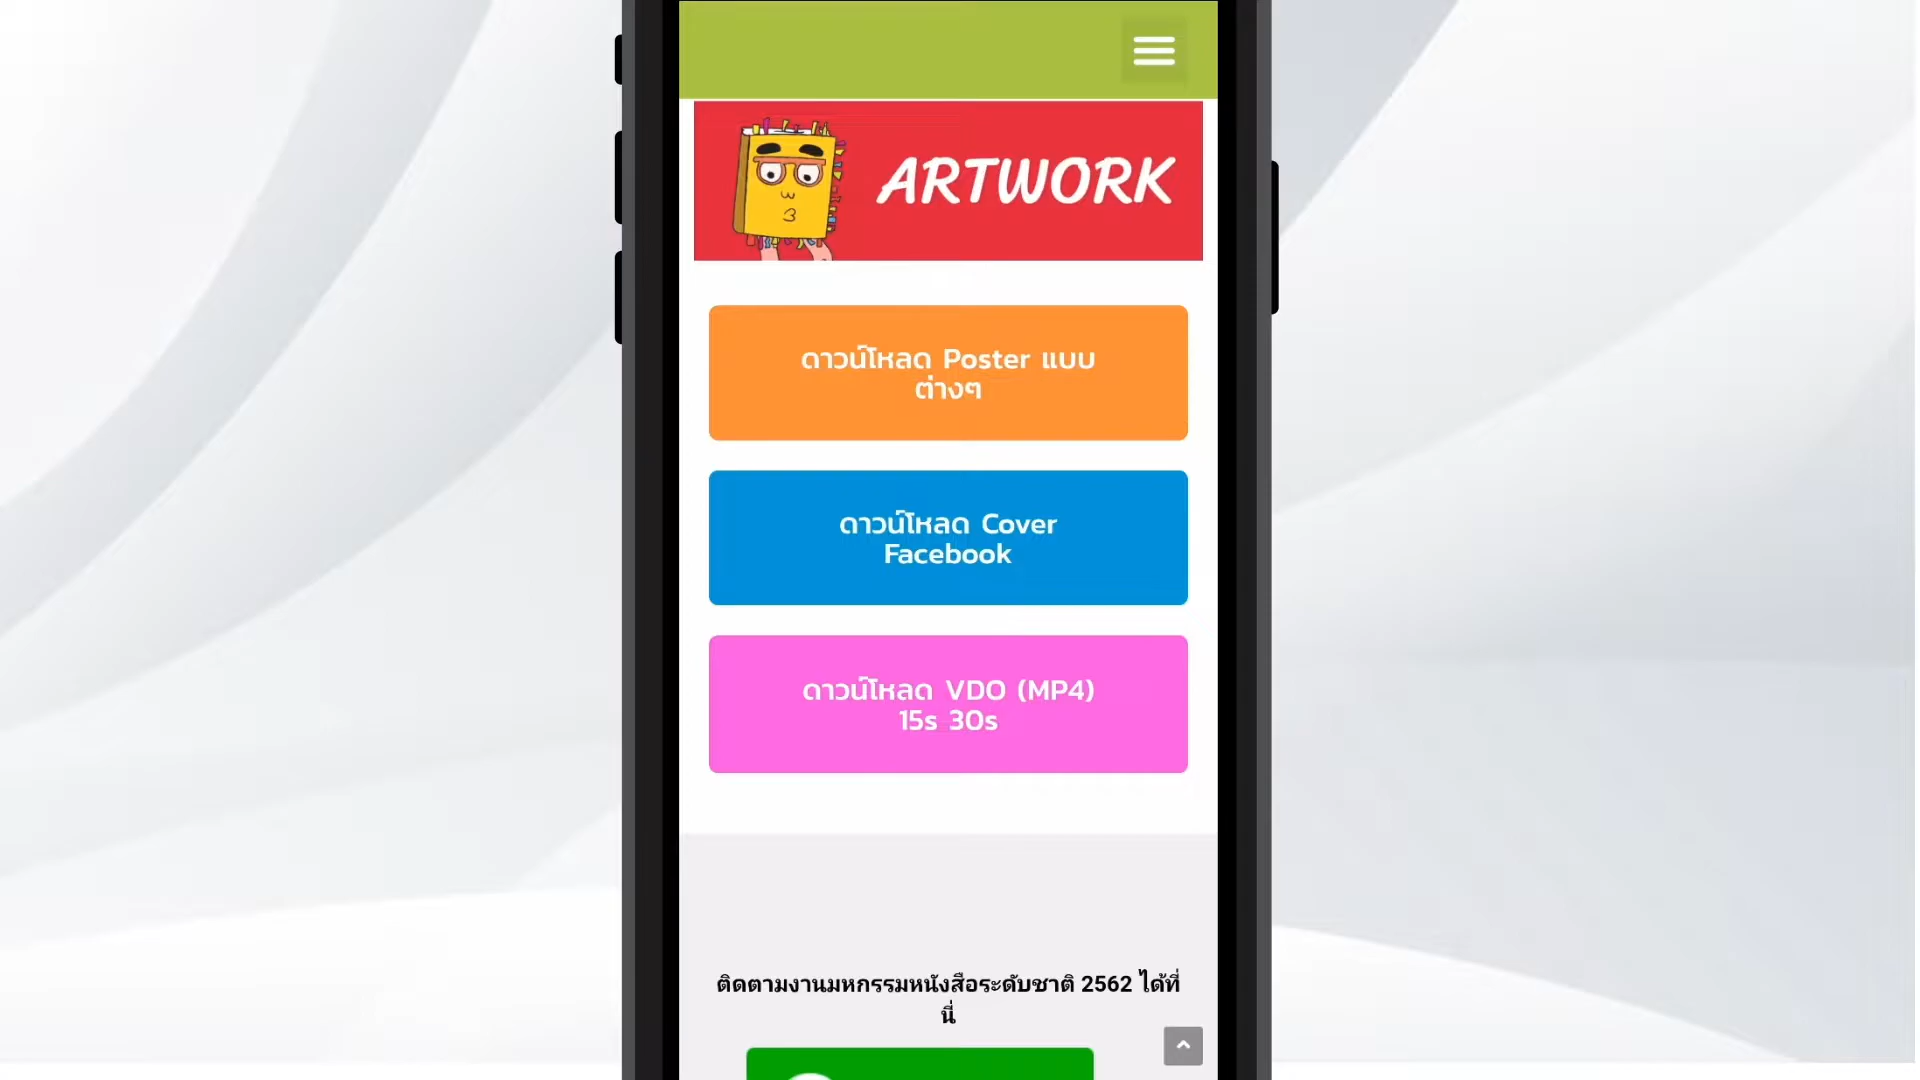 ARTWORK
ดาวน์โหลด Poster แบบ
ต่างๆ
ดาวน์โหลด Cover
Facebook
ดาวน์โหลด VDO (MP4)
15s 30s
ติดตามงานมหกรรมหนังสือระดับชาติ 2562 ได้ที่
นี่